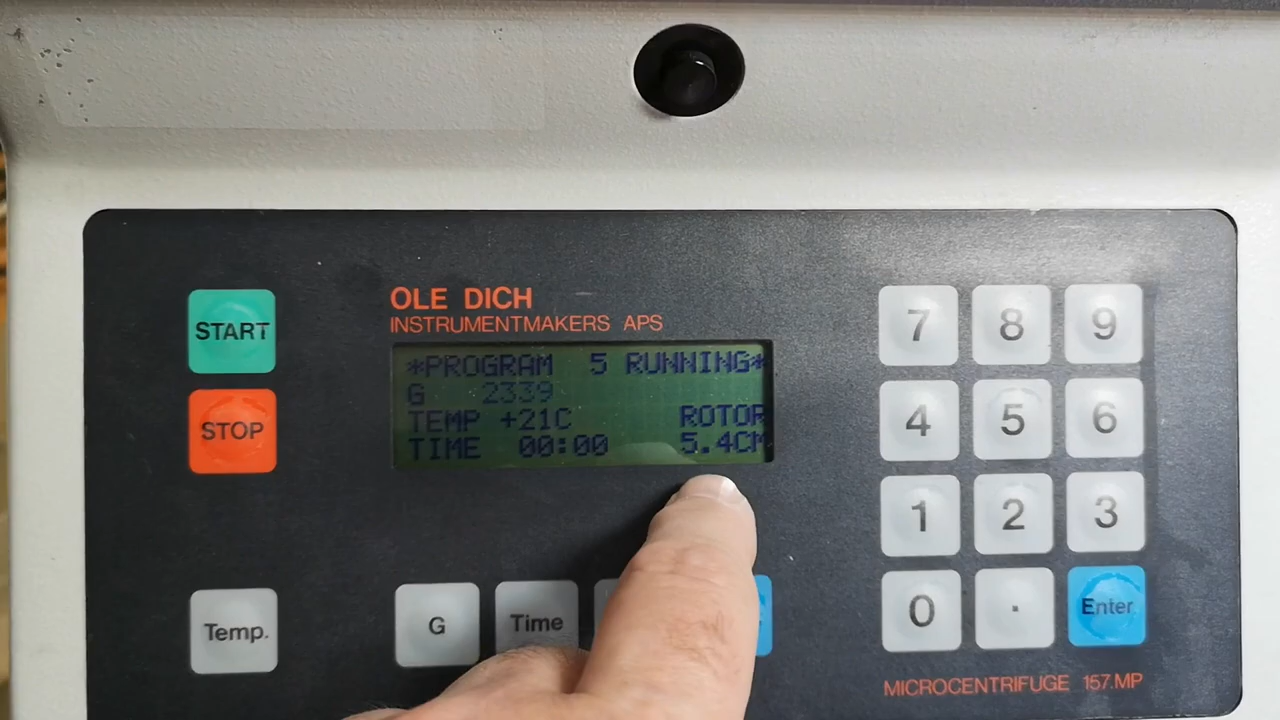 OLE DICH
INSTRUMENTMAKERS APS
*PROGRAM 5 RUNNING*
G 2339
TEMP +21C ROTOR
TIME 00:00 5.4CM
START
STOP
Temp.
G
Time
7 8 9
4 5 6
1 2 3
0 . Enter
MICROCENTRIFUGE 157.MP